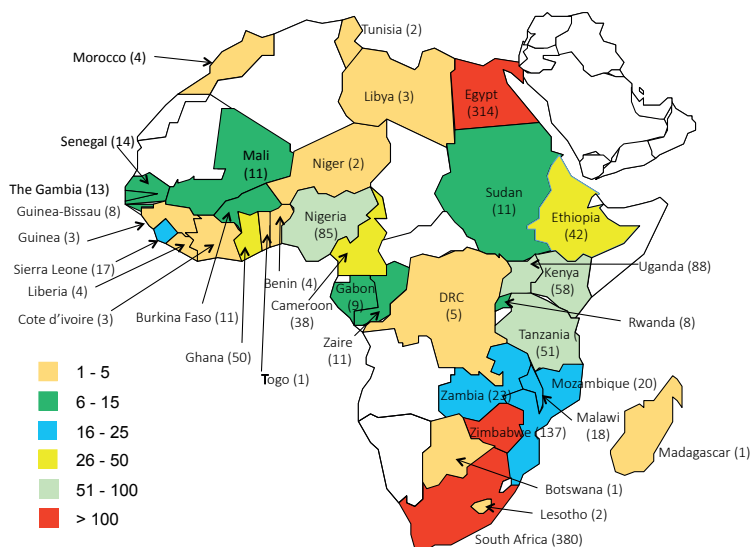 Tunisia (2)
Morocco (4)
Libya (3)
Egypt
(314)
Senegal (14)
Mali
(11)
Niger (2)
The Gambia (13)
Sudan
(11)
Guinea-Bissau (8)
Nigeria
(85)
Ethiopia
(42)
Guinea (3)
Sierra Leone (17)
Liberia (4)
Cote d'ivoire (3)
Burkina Faso (11)
Ghana (50)
Togo (1)
Benin (4)
Cameroon
(38)
Gabon
(9)
Zaire
(11)
DRC
(5)
Uganda (88)
Kenya
(58)
Rwanda (8)
Tanzania
(51)
Mozambique (20)
Zambia (23)
Malawi
(18)
Zimbabwe (137)
Madagascar (1)
Botswana (1)
Lesotho (2)
South Africa (380)
1 - 5
6 - 15
16 - 25
26 - 50
51 - 100
> 100